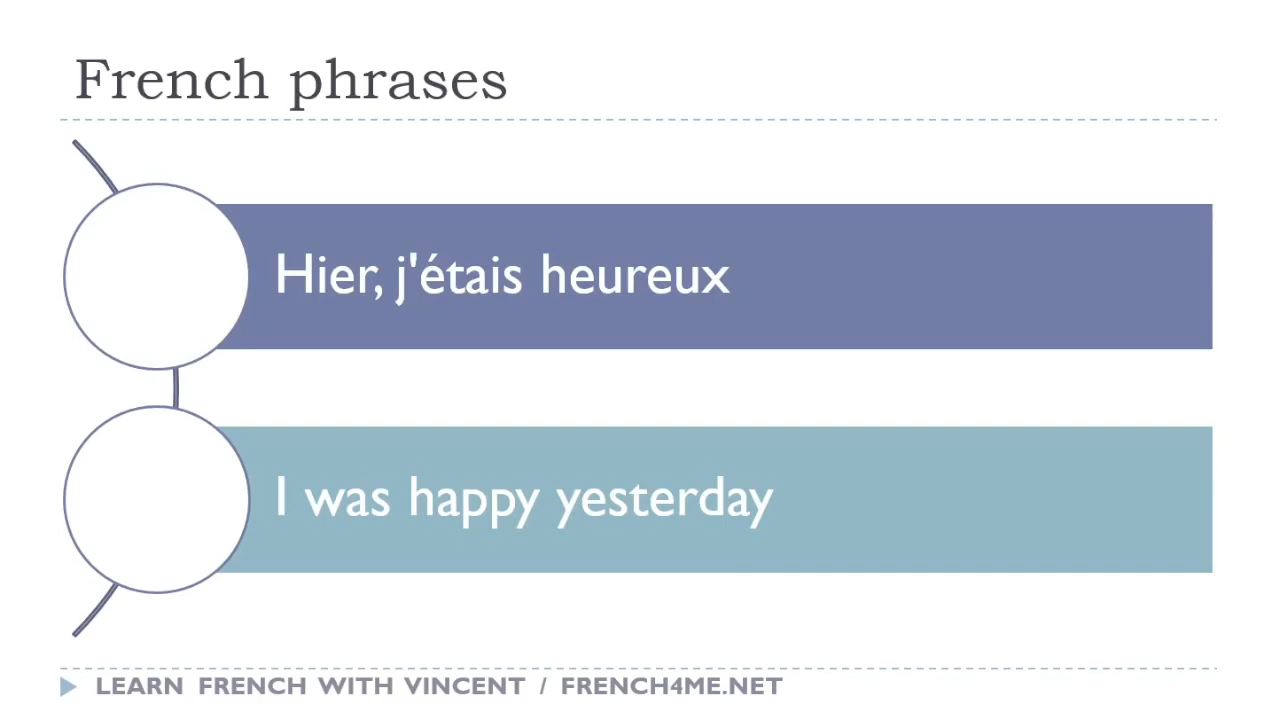 French phrases
Hier, j'étais heureux
I was happy yesterday
LEARN FRENCH WITH VINCENT / FRENCH4ME.NET